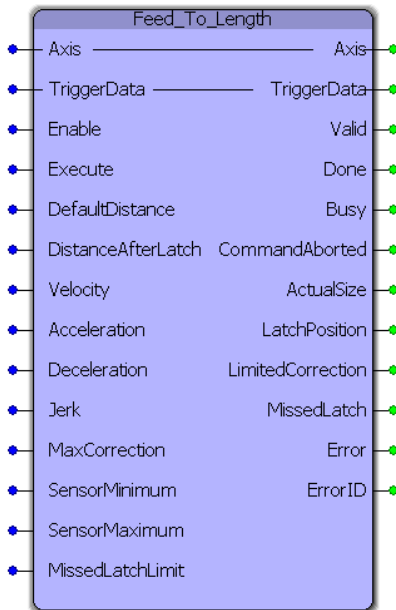 Feed_To_Length
Axis Axis
TriggerData TriggerData
Enable Valid
Execute Done
DefaultDistance Busy
DistanceAfterLatch CommandAborted
Velocity ActualSize
Acceleration LatchPosition
Deceleration LimitedCorrection
Jerk MissedLatch
MaxCorrection Error
SensorMinimum ErrorID
SensorMaximum
MissedLatchLimit